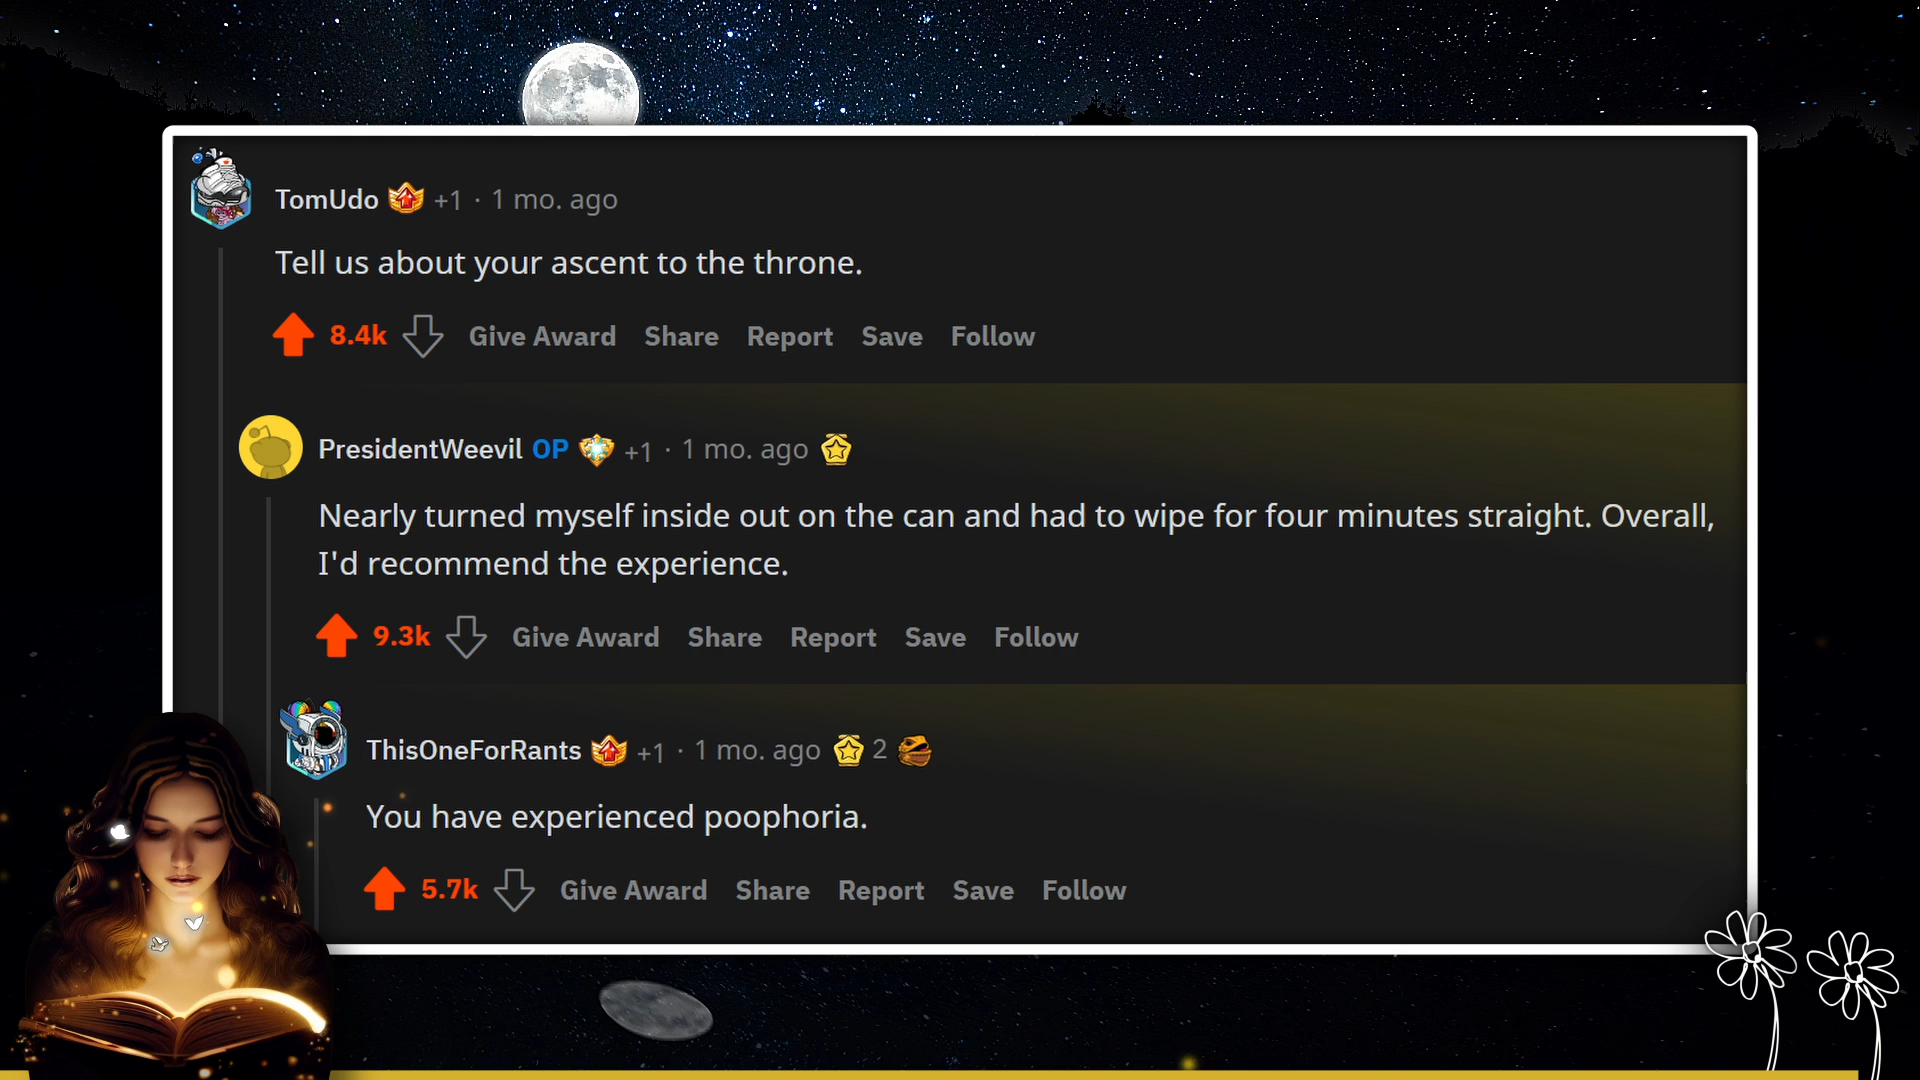 TomUdo +1 · 1 mo. ago
Tell us about your ascent to the throne.
8.4k Give Award Share Report Save Follow
PresidentWeevil OP +1 · 1 mo. ago
Nearly turned myself inside out on the can and had to wipe for four minutes straight. Overall,
I'd recommend the experience.
9.3k Give Award Share Report Save Follow
ThisOneForRants +1 · 1 mo. ago 2
You have experienced poophoria.
5.7k Give Award Share Report Save Follow